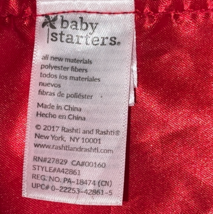 baby
starters®
all new materials
polyester fibers
todos los materiales
nuevos
fibras de poliéster
Made in China
Hecho en China
© 2017 Rashti and Rashti®
New York, NY 10001
www.rashtiandrashti.com
RN#27829 CA#00160
STYLE#42861
REG. NO. PA-18474 (CN)
UPC# 0-22253-42861-5